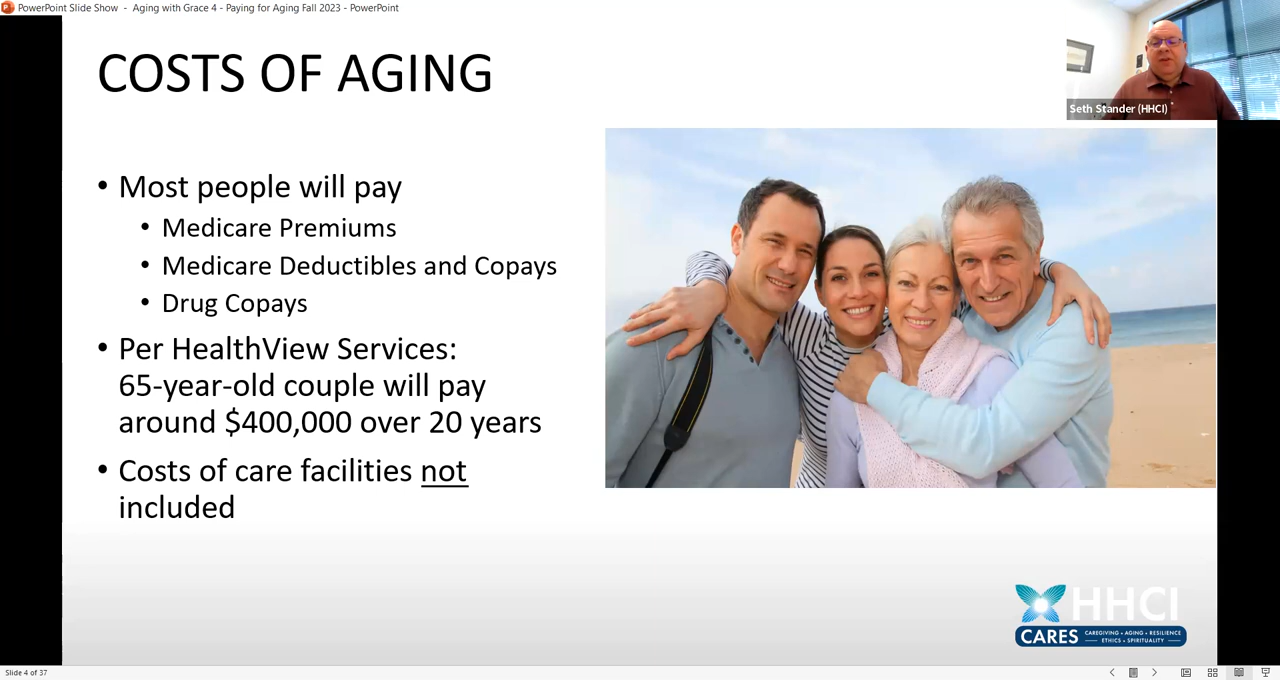 PowerPoint Slide Show - Aging with Grace 4 - Paying for Aging Fall 2023 - PowerPoint
COSTS OF AGING
Seth Stander (HHCI)
• Most people will pay
• Medicare Premiums
• Medicare Deductibles and Copays
• Drug Copays
• Per HealthView Services:
65-year-old couple will pay
around $400,000 over 20 years
• Costs of care facilities not
included
HHCI
CARES
CAREGIVING • AGING • RESILIENCE
ETHICS • SPIRITUALITY
Slide 4 of 37